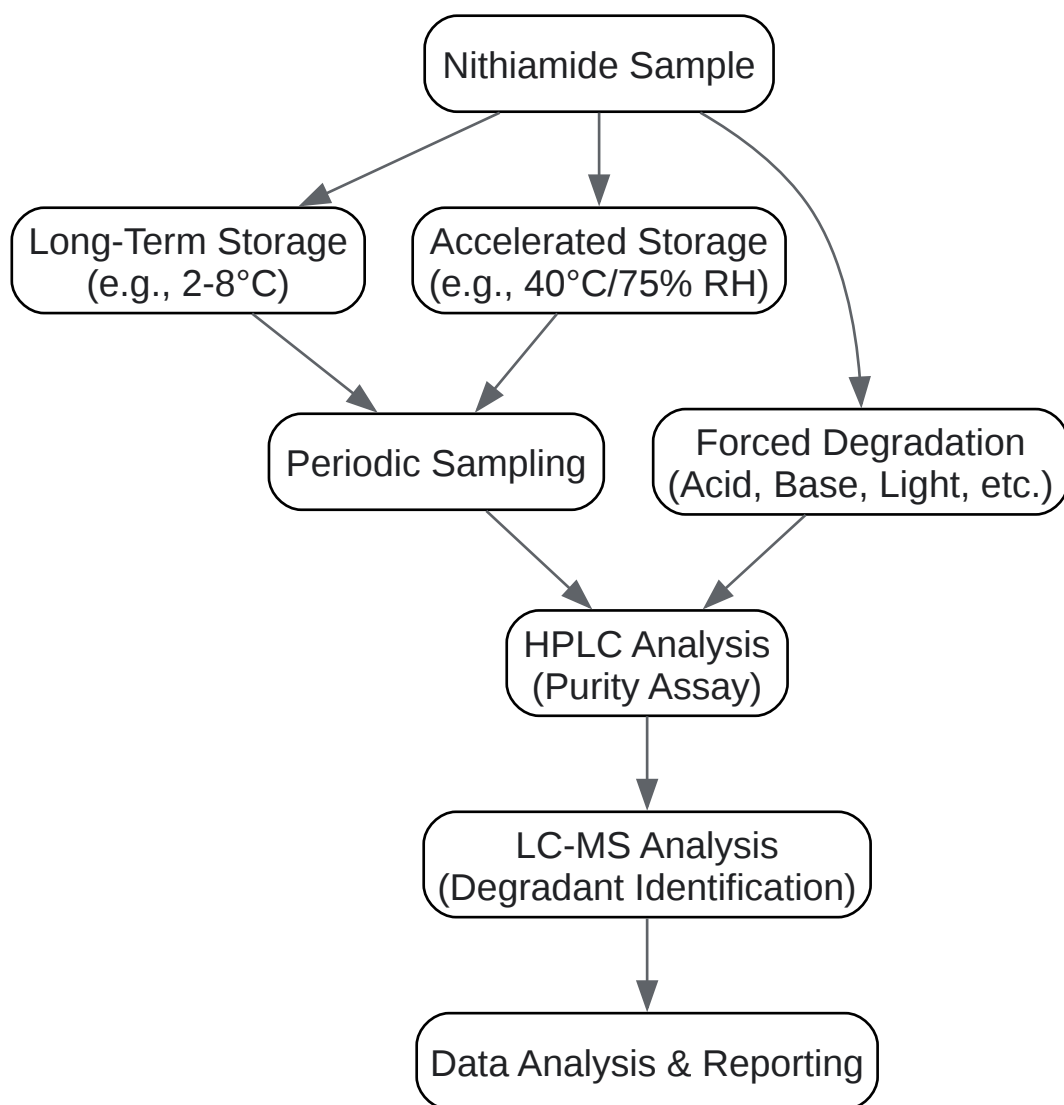 Nithiamide Sample
Long-Term Storage
(e.g., 2-8°C)
Accelerated Storage
(e.g., 40°C/75% RH)
Periodic Sampling
Forced Degradation
(Acid, Base, Light, etc.)
HPLC Analysis
(Purity Assay)
LC-MS Analysis
(Degradant Identification)
Data Analysis & Reporting